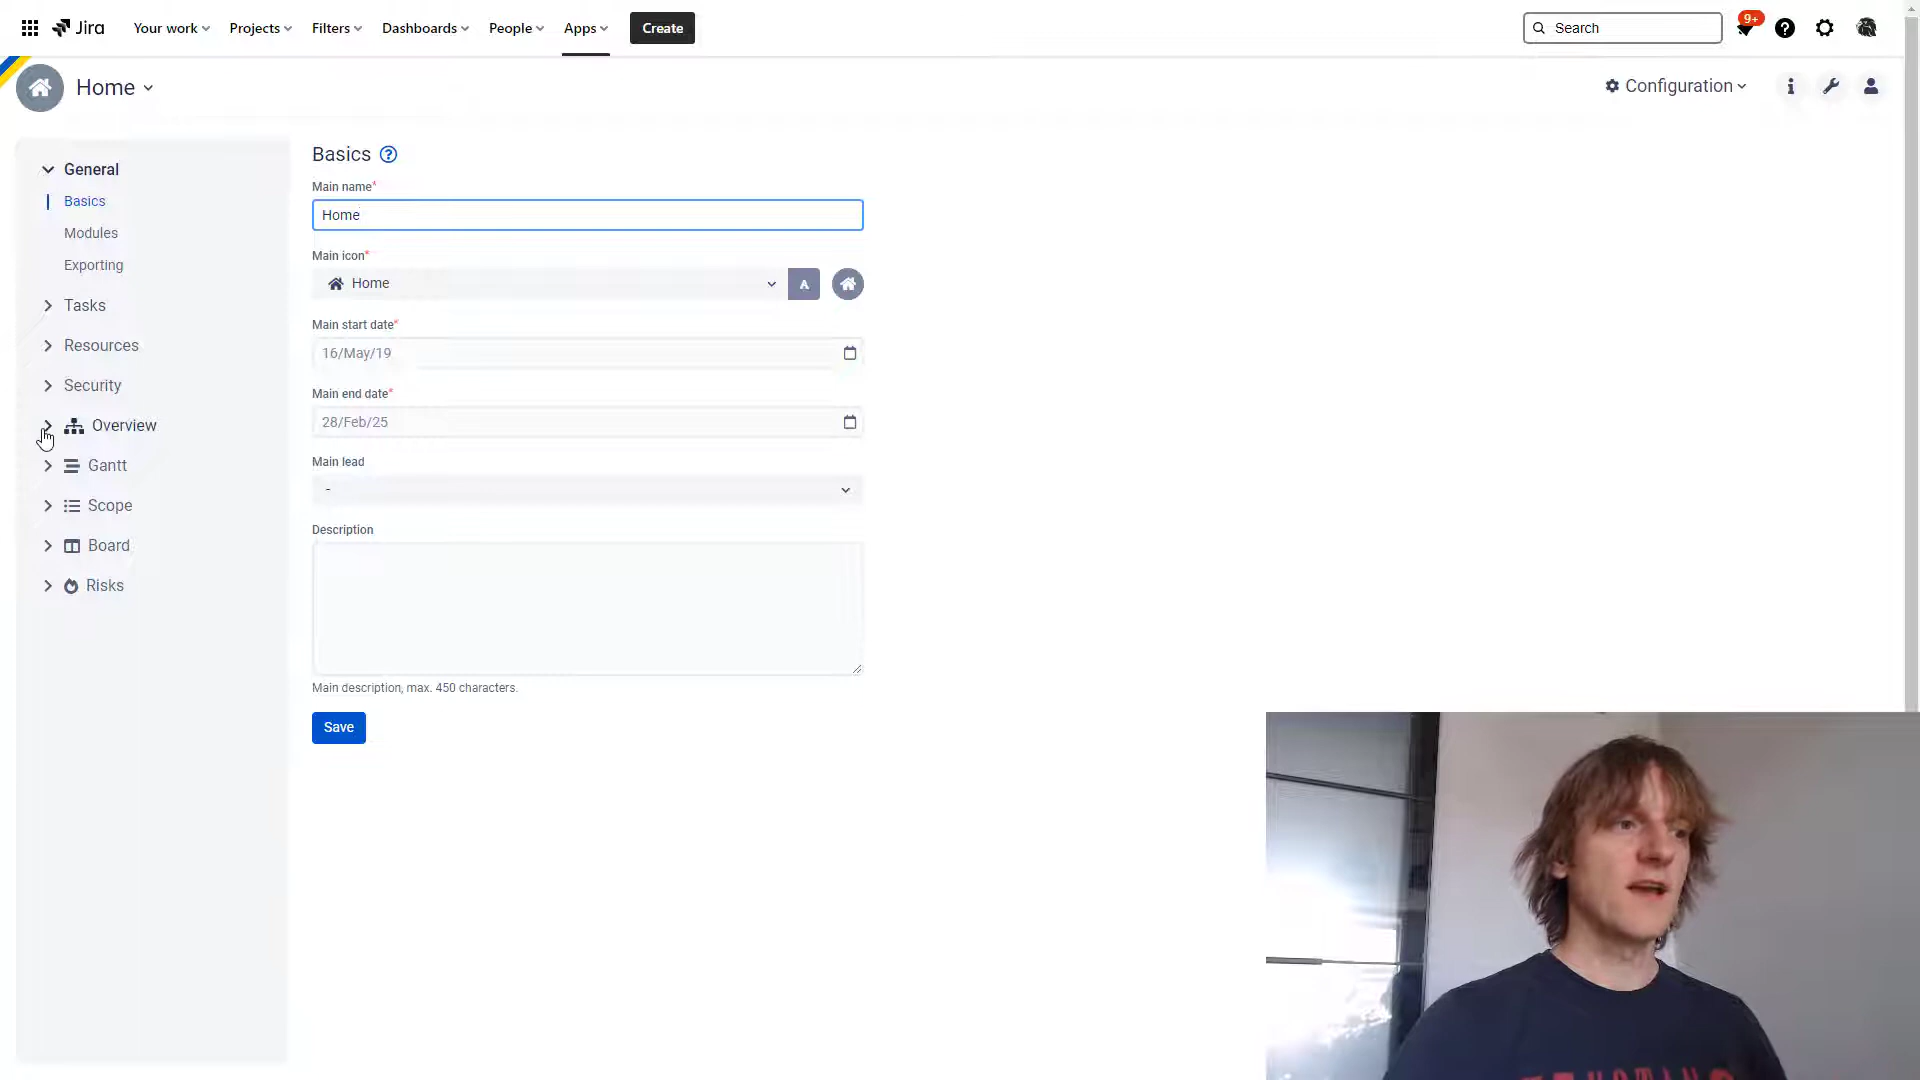 Jira Your work Projects Filters Dashboards People Apps Create Search 9+
Home Configuration
General
Basics
Modules
Exporting
Tasks
Resources
Security
Overview
Gantt
Scope
Board
Risks
Basics
Main name*
Home
Main icon*
Home A
Main start date*
16/May/19
Main end date*
28/Feb/25
Main lead
-
Description
Main description, max. 450 characters.
Save